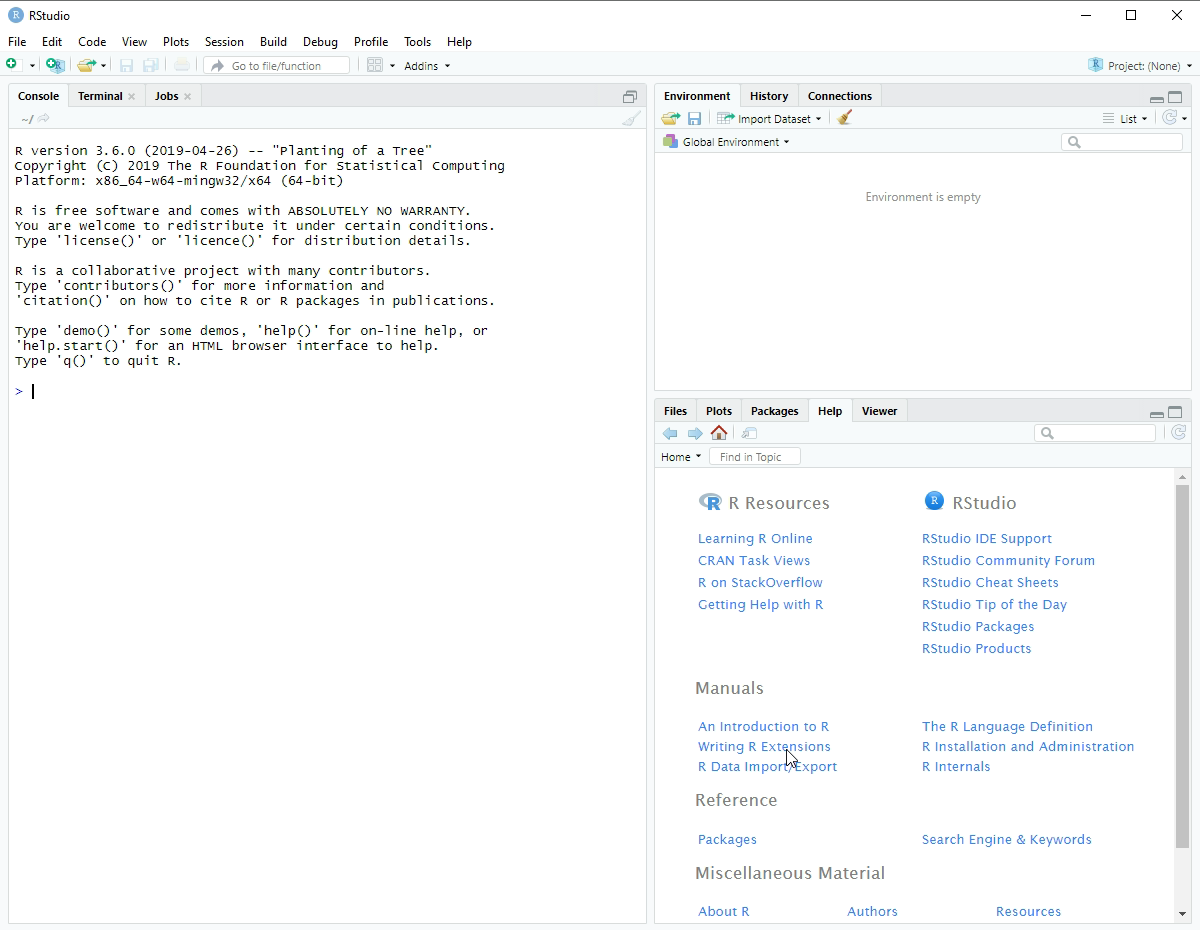 RStudio
File Edit Code View Plots Session Build Debug Profile Tools Help
Go to file/function Addins Project: (None)
Console Terminal Jobs
~/
R version 3.6.0 (2019-04-26) -- "Planting of a Tree"
Copyright (C) 2019 The R Foundation for Statistical Computing
Platform: x86_64-w64-mingw32/x64 (64-bit)
R is free software and comes with ABSOLUTELY NO WARRANTY.
You are welcome to redistribute it under certain conditions.
Type 'license()' or 'licence()' for distribution details.
R is a collaborative project with many contributors.
Type 'contributors()' for more information and
'citation()' on how to cite R or R packages in publications.
Type 'demo()' for some demos, 'help()' for on-line help, or
'help.start()' for an HTML browser interface to help.
Type 'q()' to quit R.
>
Environment History Connections
Import Dataset List
Global Environment
Environment is empty
Files Plots Packages Help Viewer
Home Find in Topic
R Resources RStudio
Learning R Online RStudio IDE Support
CRAN Task Views RStudio Community Forum
R on StackOverflow RStudio Cheat Sheets
Getting Help with R RStudio Tip of the Day
RStudio Packages
RStudio Products
Manuals
An Introduction to R The R Language Definition
Writing R Extensions R Installation and Administration
R Data Import/Export R Internals
Reference
Packages Search Engine & Keywords
Miscellaneous Material
About R Authors Resources